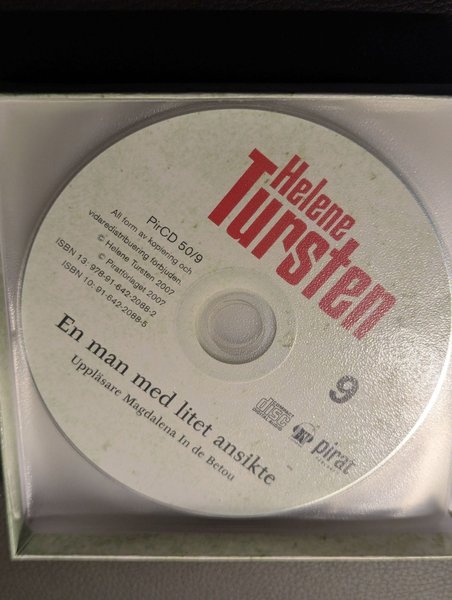 Helene
Tursten
PirCD 50/9
All form av kopiering och
vidaredistribuering förbjuden.
© Helene Tursten 2007
℗ Piratförlaget 2007
ISBN 13: 978-91-642-2088-2
ISBN 10: 91-642-2088-5
9
COMPACT
disc
pirat
En man med litet ansikte
Uppläsare Magdalena In de Betou